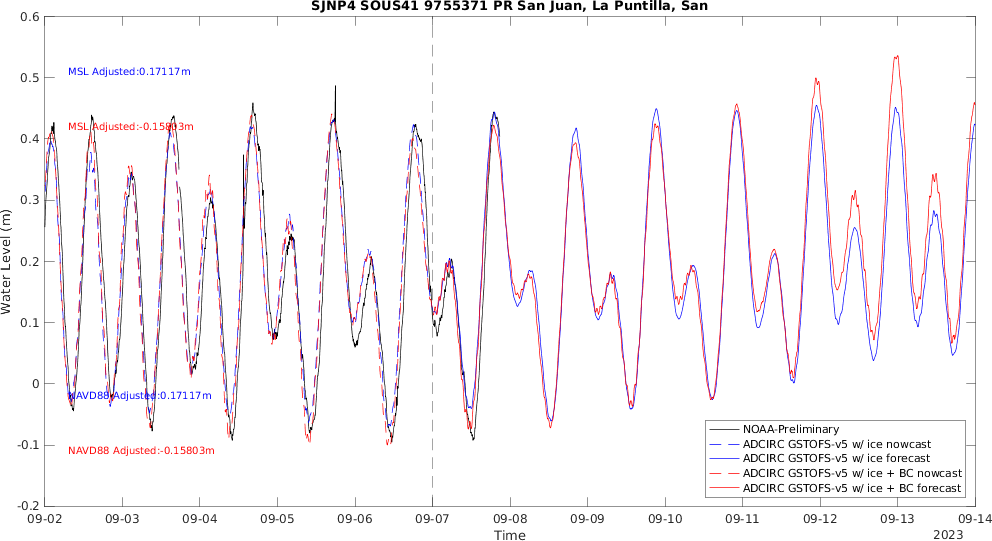 SJNP4 SOUS41 9755371 PR San Juan, La Puntilla, San
0.6
0.5
0.4
0.3
0.2
0.1
0
-0.1
-0.2
Water Level (m)
MSL Adjusted:0.17117m
MSL Adjusted:-0.15803m
NAVD88 Adjusted:0.17117m
NAVD88 Adjusted:-0.15803m
NOAA-Preliminary
ADCIRC GSTOFS-v5 w/ ice nowcast
ADCIRC GSTOFS-v5 w/ ice forecast
ADCIRC GSTOFS-v5 w/ ice + BC nowcast
ADCIRC GSTOFS-v5 w/ ice + BC forecast
09-02 09-03 09-04 09-05 09-06 09-07 09-08 09-09 09-10 09-11 09-12 09-13 09-14
Time
2023